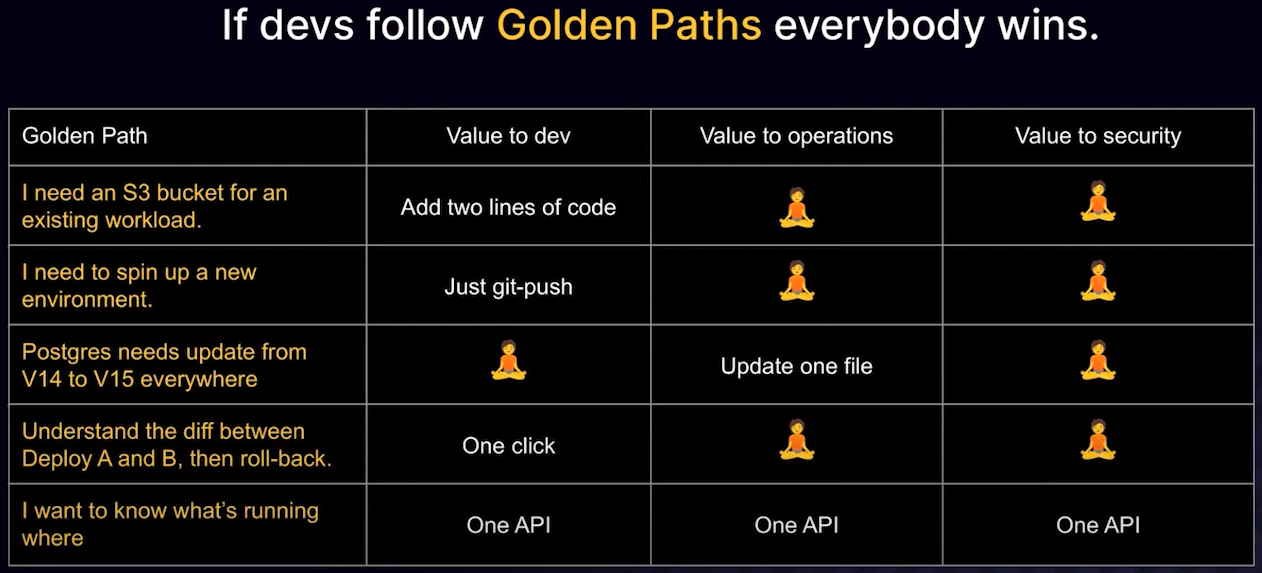 If devs follow Golden Paths everybody wins.
Golden Path
Value to dev
Value to operations
Value to security
I need an S3 bucket for an
existing workload.
Add two lines of code
I need to spin up a new
environment.
Just git-push
Postgres needs update from
V14 to V15 everywhere
Update one file
Understand the diff between
Deploy A and B, then roll-back.
One click
I want to know what’s running
where
One API
One API
One API